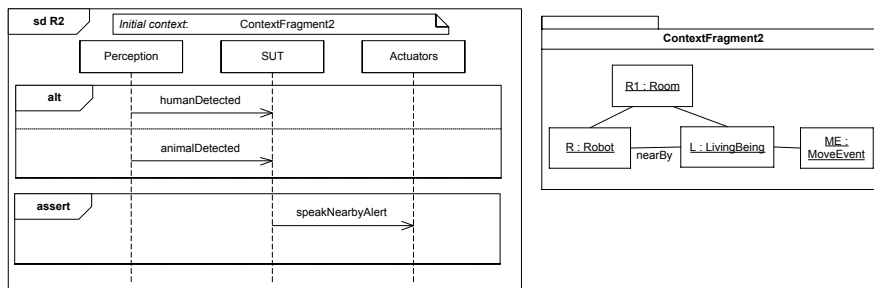 sd R2
Initial context: ContextFragment2
Perception SUT Actuators
alt
humanDetected
animalDetected
assert
speakNearbyAlert
ContextFragment2
R1 : Room
R : Robot
nearBy
L : LivingBeing
ME :
MoveEvent